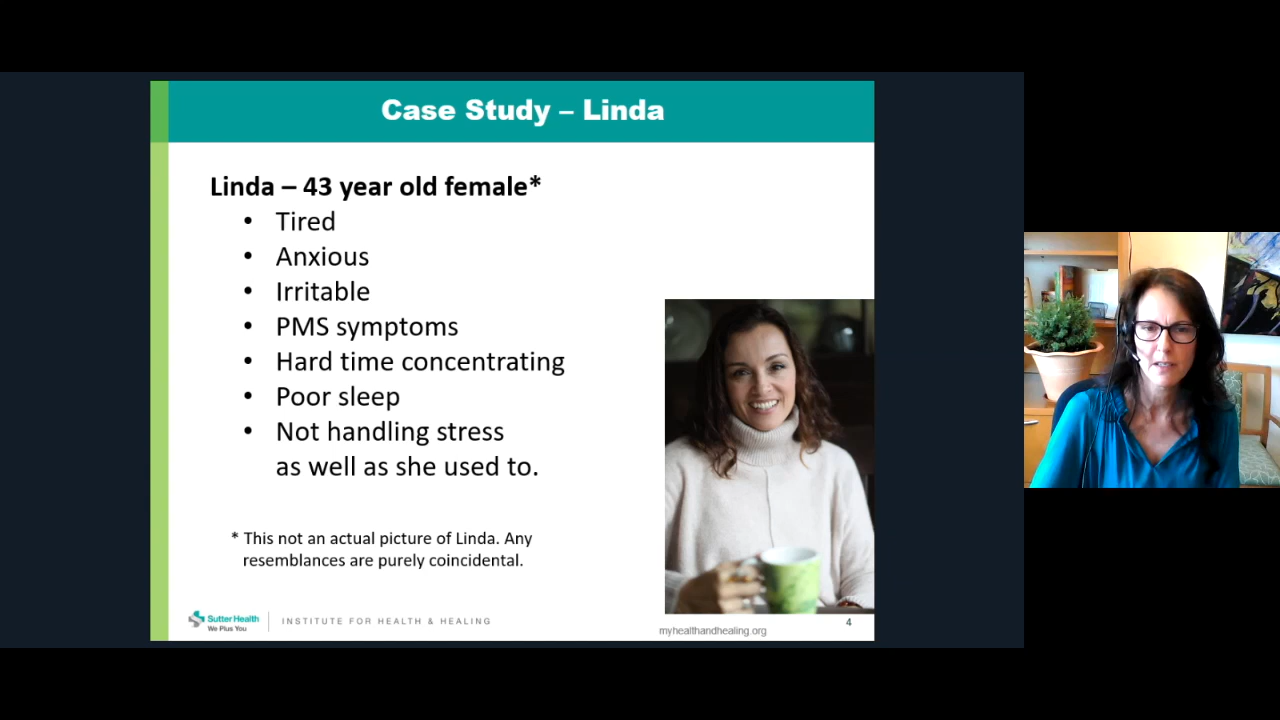 Case Study – Linda
Linda – 43 year old female*
• Tired
• Anxious
• Irritable
• PMS symptoms
• Hard time concentrating
• Poor sleep
• Not handling stress
as well as she used to.
* This not an actual picture of Linda. Any
resemblances are purely coincidental.
Sutter Health
We Plus You
INSTITUTE FOR HEALTH & HEALING
myhealthandhealing.org
4